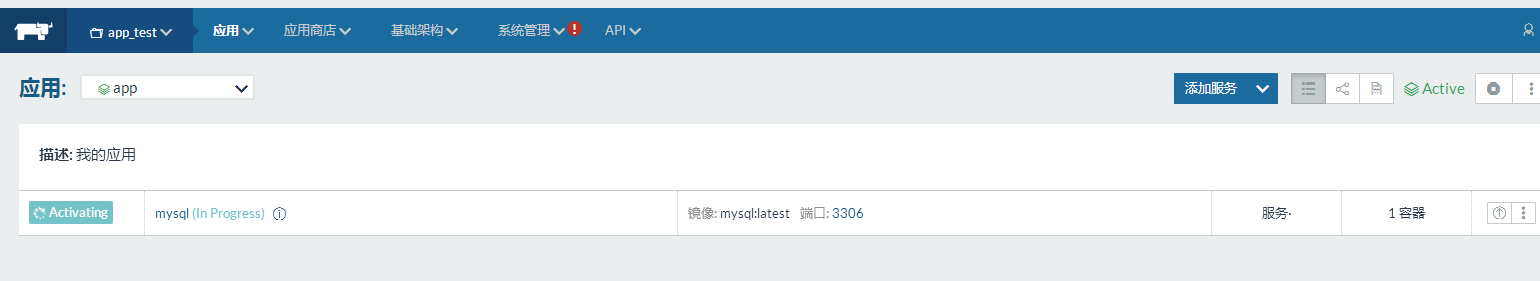 app_test 应用 应用商店 基础架构 系统管理 ! API
应用: app 添加服务 Active
描述: 我的应用
Activating mysql (In Progress) 镜像: mysql:latest 端口: 3306 服务· 1 容器